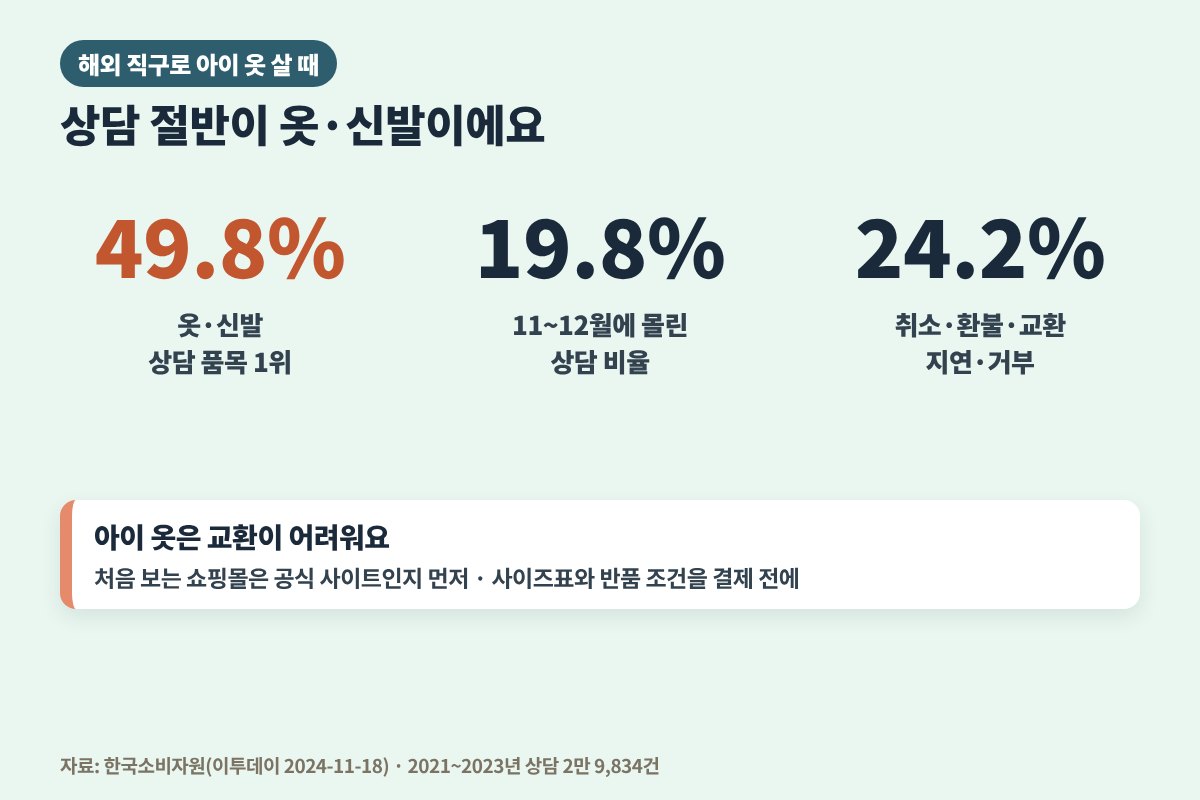 해외 직구로 아이 옷 살 때
상담 절반이 옷·신발이에요
49.8%
옷·신발
상담 품목 1위
19.8%
11~12월에 몰린
상담 비율
24.2%
취소·환불·교환
지연·거부
아이 옷은 교환이 어려워요
처음 보는 쇼핑몰은 공식 사이트인지 먼저 · 사이즈표와 반품 조건을 결제 전에
자료: 한국소비자원(이투데이 2024-11-18) · 2021~2023년 상담 2만 9,834건